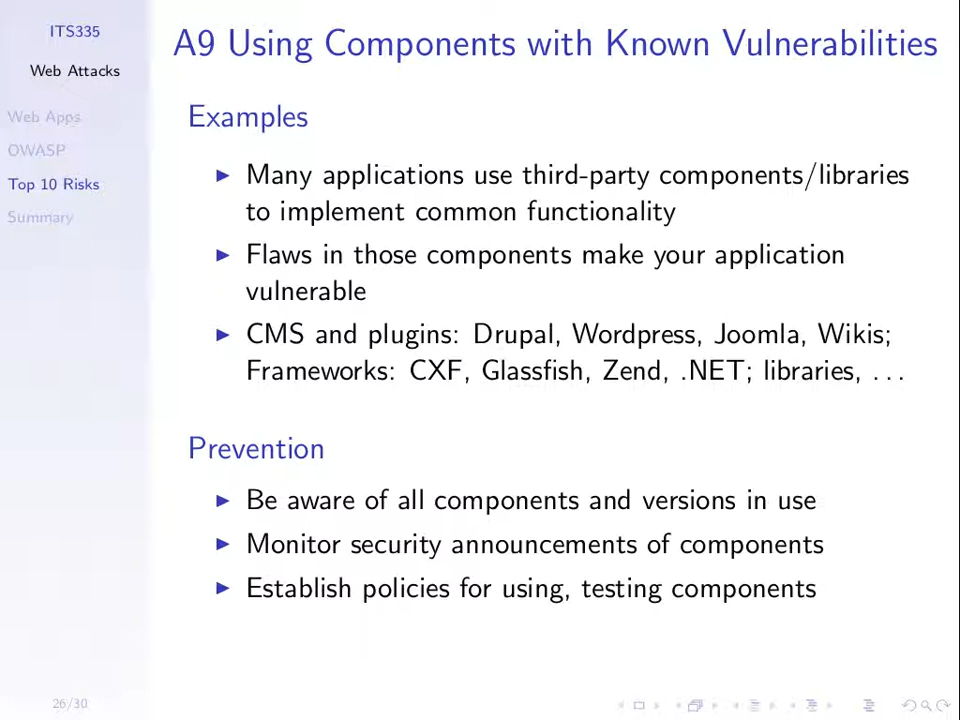 ITS335
Web Attacks
Web Apps
OWASP
Top 10 Risks
Summary
A9 Using Components with Known Vulnerabilities
Examples
Many applications use third-party components/libraries
to implement common functionality
Flaws in those components make your application
vulnerable
CMS and plugins: Drupal, Wordpress, Joomla, Wikis;
Frameworks: CXF, Glassfish, Zend, .NET; libraries, ...
Prevention
Be aware of all components and versions in use
Monitor security announcements of components
Establish policies for using, testing components
26/30